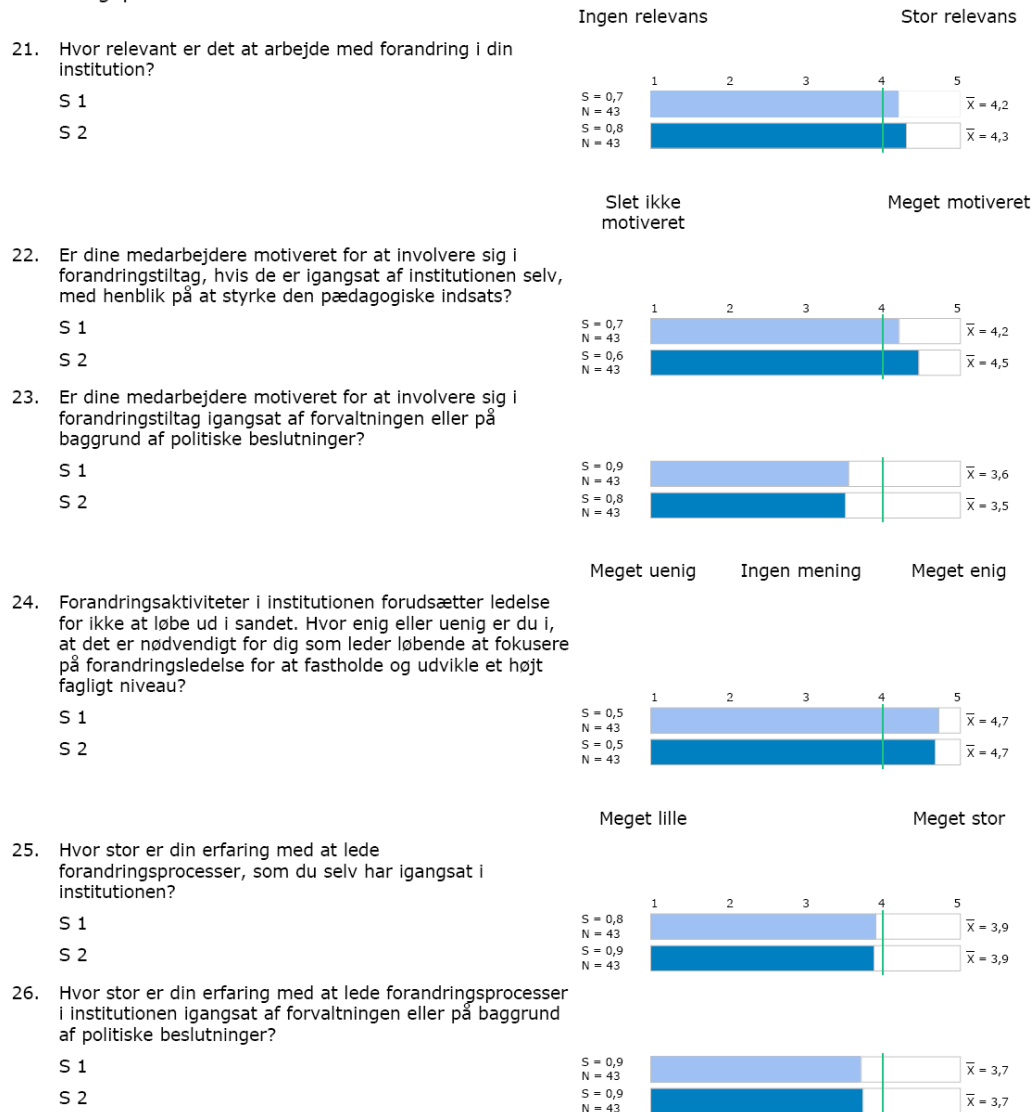 Ingen relevans Stor relevans
21. Hvor relevant er det at arbejde med forandring i din
institution?
1 2 3 4 5
S 1 S = 0,7 N = 43 x̅ = 4,2
S 2 S = 0,8 N = 43 x̅ = 4,3
Slet ikke Meget motiveret
motiveret
22. Er dine medarbejdere motiveret for at involvere sig i
forandringstiltag, hvis de er igangsat af institutionen selv,
med henblik på at styrke den pædagogiske indsats?
1 2 3 4 5
S 1 S = 0,7 N = 43 x̅ = 4,2
S 2 S = 0,6 N = 43 x̅ = 4,5
23. Er dine medarbejdere motiveret for at involvere sig i
forandringstiltag igangsat af forvaltningen eller på
baggrund af politiske beslutninger?
S 1 S = 0,9 N = 43 x̅ = 3,6
S 2 S = 0,8 N = 43 x̅ = 3,5
Meget uenig Ingen mening Meget enig
24. Forandringsaktiviteter i institutionen forudsætter ledelse
for ikke at løbe ud i sandet. Hvor enig eller uenig er du i,
at det er nødvendigt for dig som leder løbende at fokusere
på forandringsledelse for at fastholde og udvikle et højt
fagligt niveau?
1 2 3 4 5
S 1 S = 0,5 N = 43 x̅ = 4,7
S 2 S = 0,5 N = 43 x̅ = 4,7
Meget lille Meget stor
25. Hvor stor er din erfaring med at lede
forandringsprocesser, som du selv har igangsat i
institutionen?
1 2 3 4 5
S 1 S = 0,8 N = 43 x̅ = 3,9
S 2 S = 0,9 N = 43 x̅ = 3,9
26. Hvor stor er din erfaring med at lede forandringsprocesser
i institutionen igangsat af forvaltningen eller på baggrund
af politiske beslutninger?
S 1 S = 0,9 N = 43 x̅ = 3,7
S 2 S = 0,9 N = 43 x̅ = 3,7